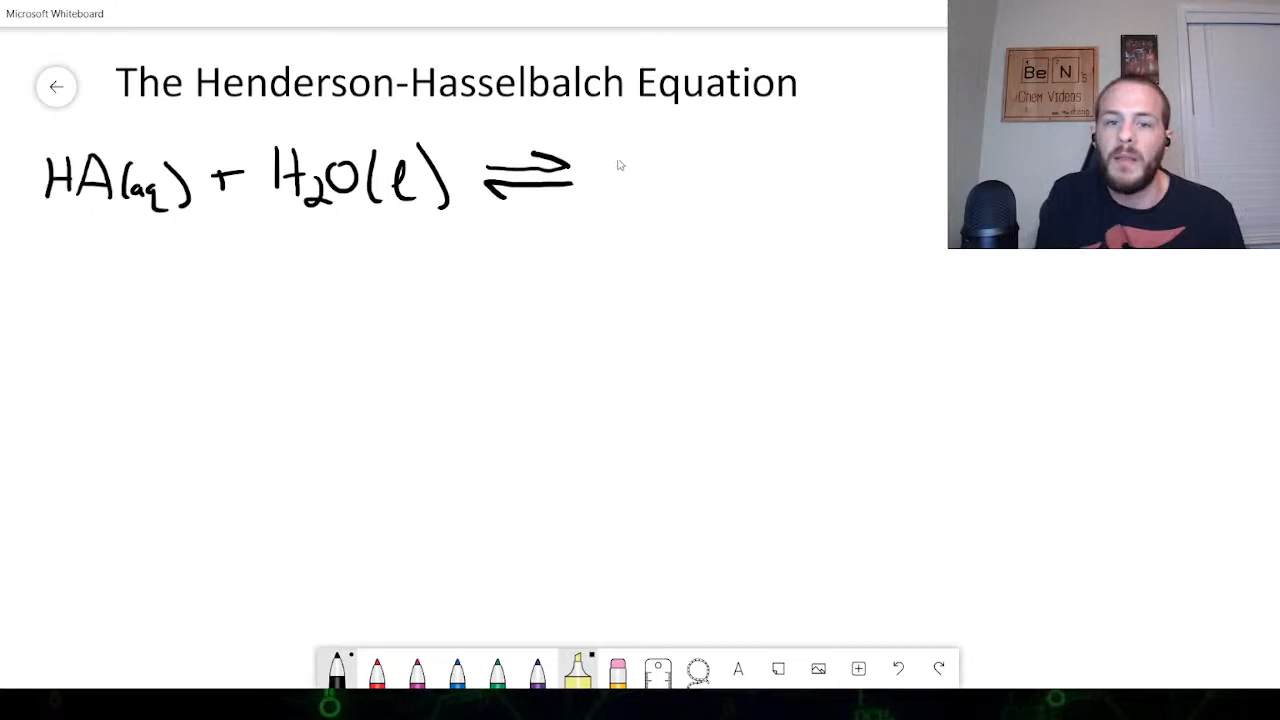 Microsoft Whiteboard
The Henderson-Hasselbalch Equation
HA(aq) + H₂O(l) ⇌
Be N's
Chem Videos